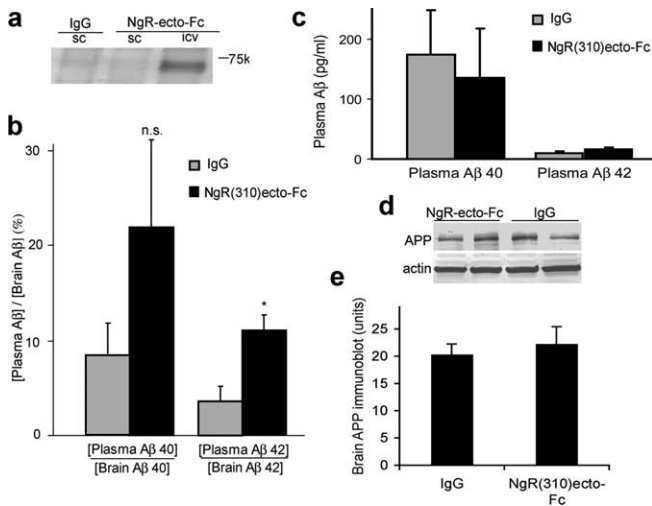 a
IgG
NgR-ecto-Fc
sc
sc
icv
75k
b
n.s.
IgG
NgR(310)ecto-Fc
*
30
20
10
0
[Plasma Aβ] / [Brain Aβ] (%)
[Plasma Aβ 40]
[Brain Aβ 40]
[Plasma Aβ 42]
[Brain Aβ 42]
c
IgG
NgR(310)ecto-Fc
200
100
0
Plasma Aβ (pg/ml)
Plasma Aβ 40
Plasma Aβ 42
d
NgR-ecto-Fc
IgG
APP
actin
e
25
20
15
10
5
0
Brain APP immunoblot (units)
IgG
NgR(310)ecto-
Fc